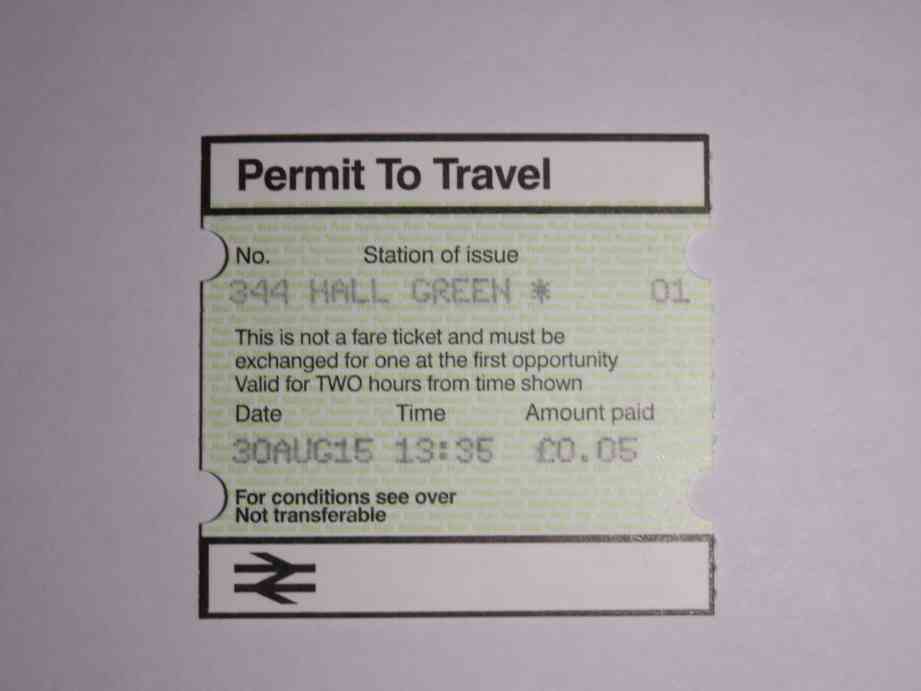 Permit To Travel
No. Station of issue
344 HALL GREEN * 01
This is not a fare ticket and must be
exchanged for one at the first opportunity
Valid for TWO hours from time shown
Date Time Amount paid
30AUG15 13:35 £0.05
For conditions see over
Not transferable